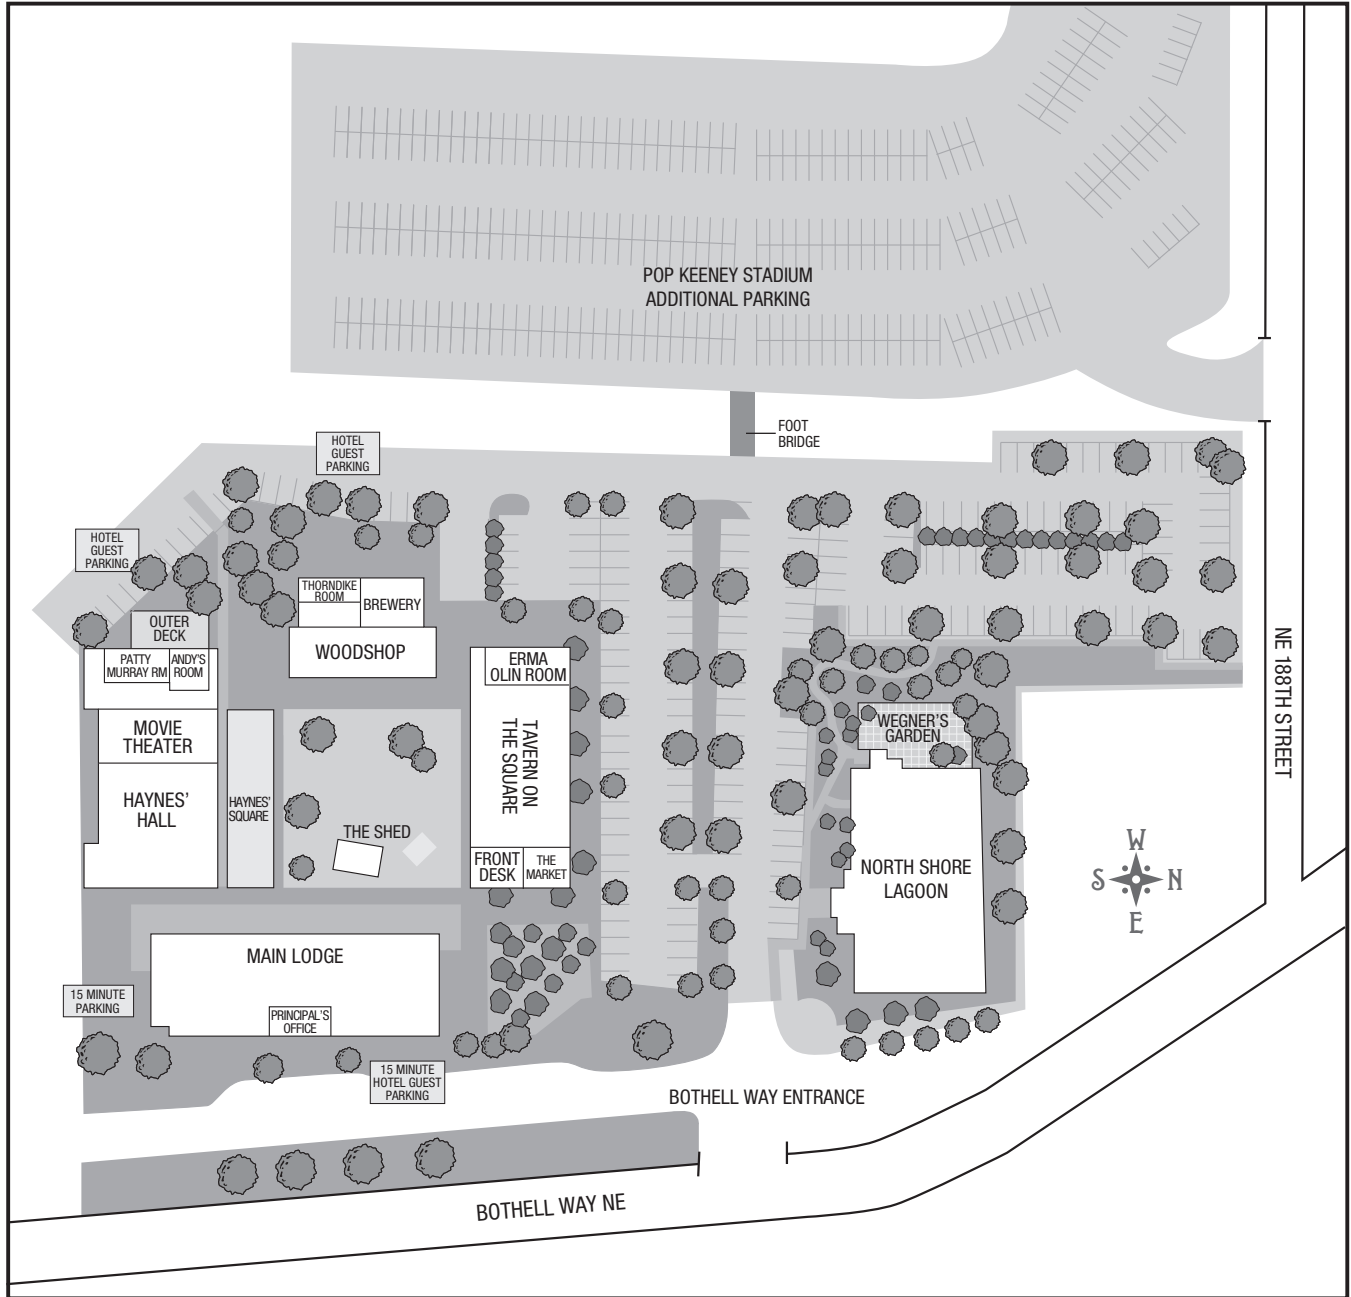 POP KEENEY STADIUM
ADDITIONAL PARKING
FOOT
BRIDGE
HOTEL
GUEST
PARKING
HOTEL
GUEST
PARKING
THORNDIKE
ROOM
BREWERY
WOODSHOP
OUTER
DECK
PATTY
MURRAY RM
ANDY'S
ROOM
MOVIE
THEATER
HAYNES'
HALL
HAYNES'
SQUARE
THE SHED
ERMA
OLIN ROOM
TAVERN ON
THE SQUARE
FRONT
DESK
THE
MARKET
WEGNER'S
GARDEN
NORTH SHORE
LAGOON
NE 188TH STREET
W
S N
E
MAIN LODGE
PRINCIPAL'S
OFFICE
15 MINUTE
PARKING
15 MINUTE
HOTEL GUEST
PARKING
BOTHELL WAY ENTRANCE
BOTHELL WAY NE